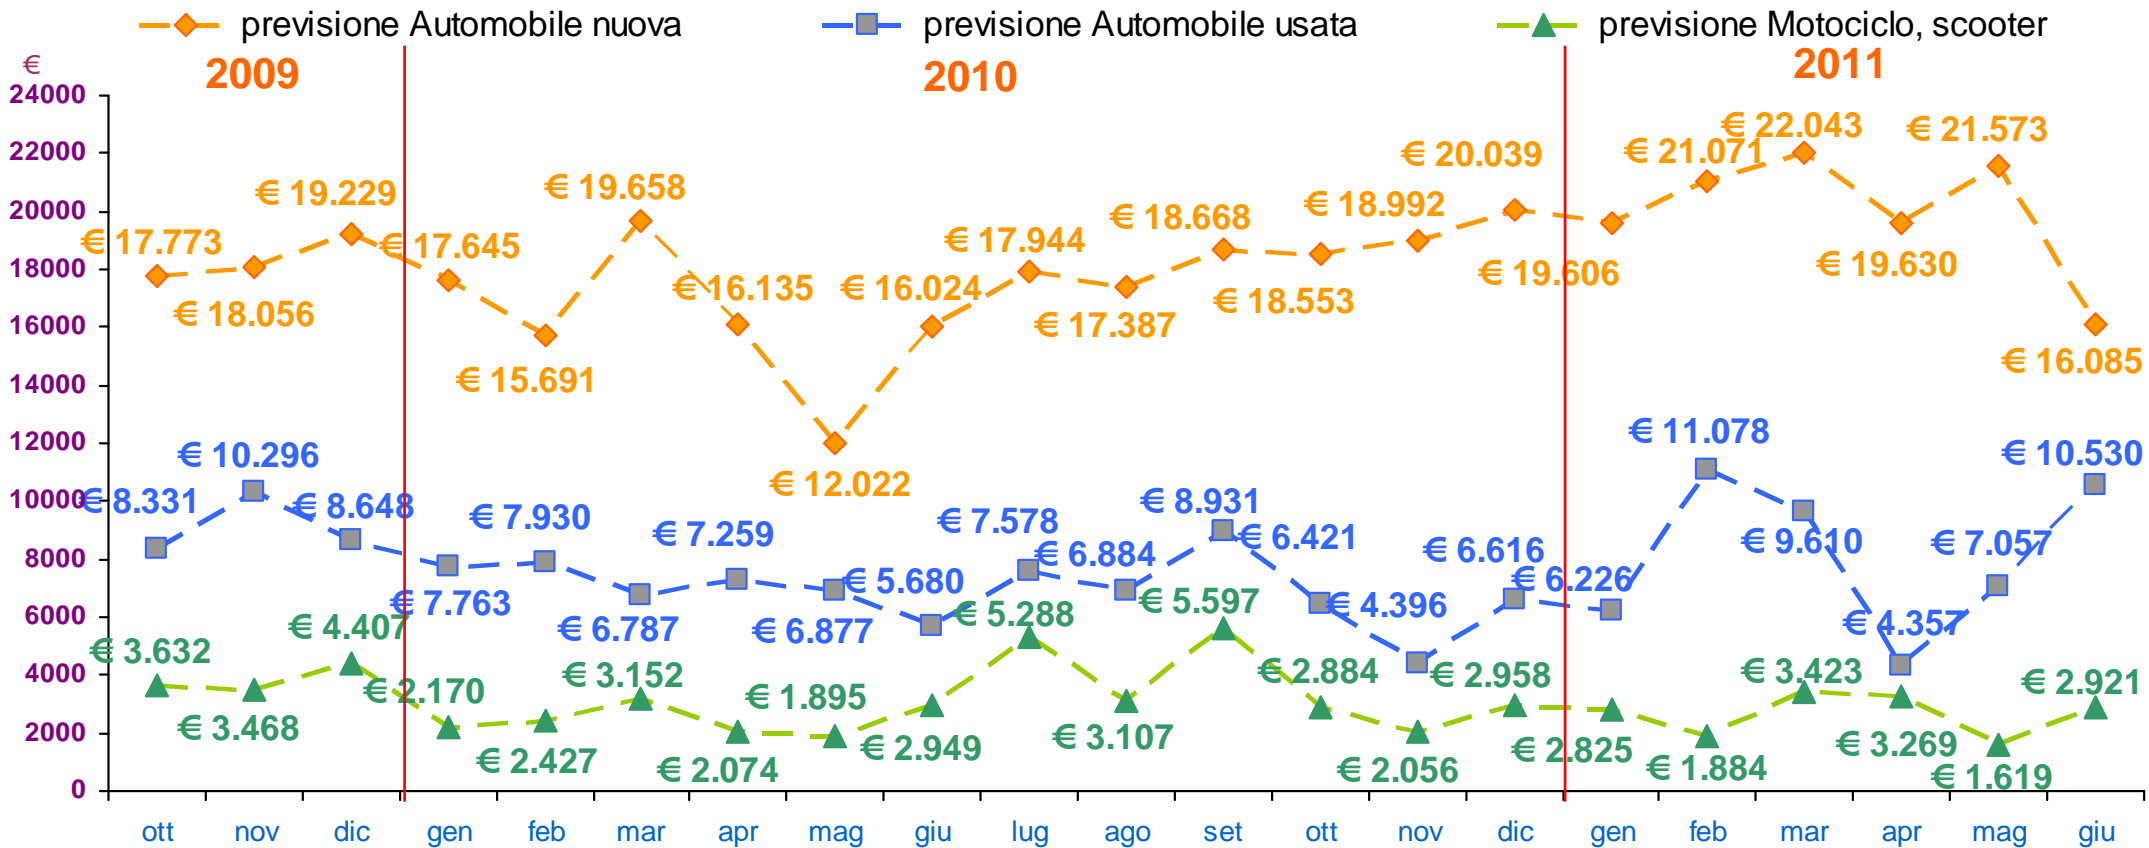 previsione Automobile nuova previsione Automobile usata previsione Motociclo, scooter
€ 2009 2010 2011
24000
22000
20000
18000
16000
14000
12000
10000
8000
6000
4000
2000
0
€ 17.773 € 18.056 € 19.229 € 17.645 € 15.691 € 19.658 € 16.135 € 12.022 € 16.024 € 17.944 € 17.387 € 18.668 € 18.553 € 18.992 € 20.039 € 19.606 € 21.071 € 22.043 € 19.630 € 21.573 € 16.085
€ 8.331 € 10.296 € 8.648 € 7.763 € 7.930 € 6.787 € 7.259 € 6.877 € 5.680 € 7.578 € 6.884 € 8.931 € 6.421 € 4.396 € 6.616 € 6.226 € 11.078 € 9.610 € 4.357 € 7.057 € 10.530
€ 3.632 € 3.468 € 4.407 € 2.170 € 2.427 € 3.152 € 2.074 € 1.895 € 2.949 € 5.288 € 3.107 € 5.597 € 2.884 € 2.056 € 2.958 € 2.825 € 1.884 € 3.423 € 3.269 € 1.619 € 2.921
ott nov dic gen feb mar apr mag giu lug ago set ott nov dic gen feb mar apr mag giu